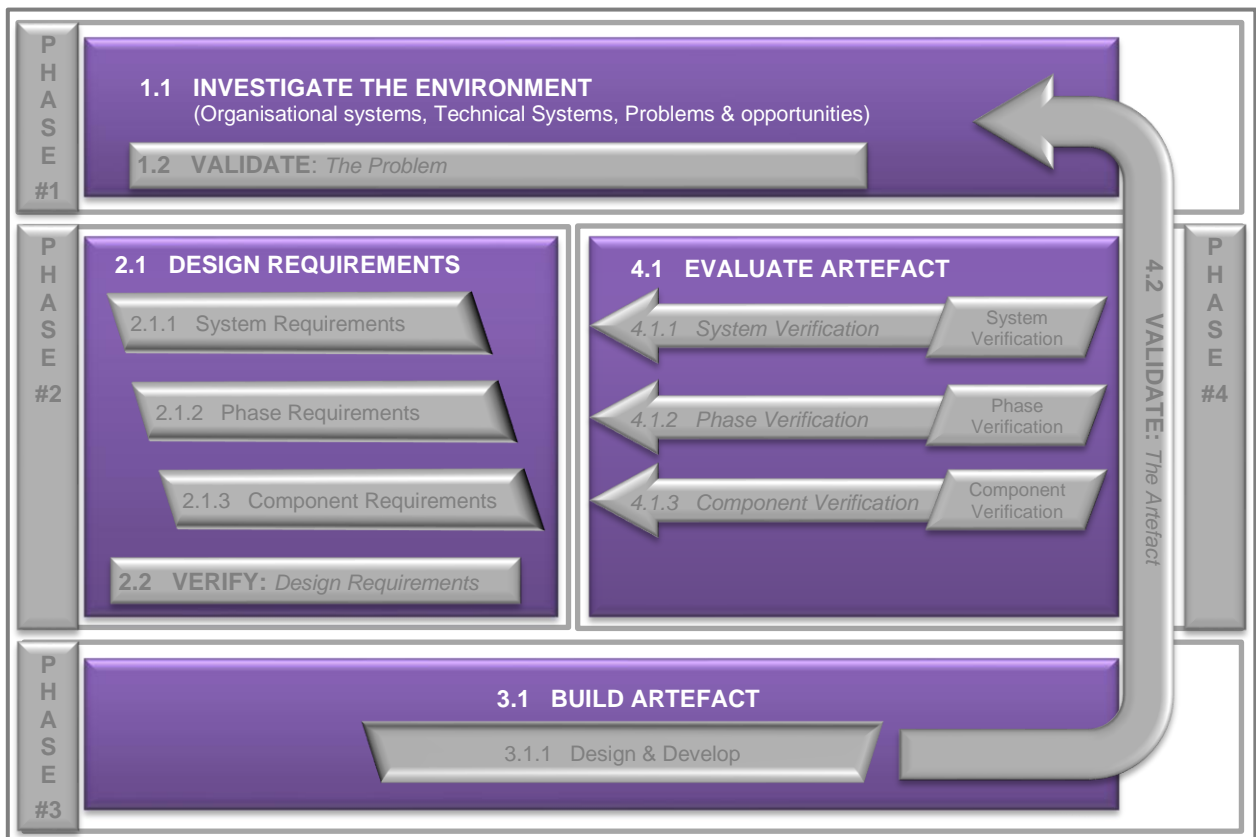 PHASE #1
1.1 INVESTIGATE THE ENVIRONMENT
(Organisational systems, Technical Systems, Problems & opportunities)
1.2 VALIDATE: The Problem
PHASE #2
2.1 DESIGN REQUIREMENTS
2.1.1 System Requirements
2.1.2 Phase Requirements
2.1.3 Component Requirements
2.2 VERIFY: Design Requirements
4.1 EVALUATE ARTEFACT
4.1.1 System Verification
System
Verification
4.1.2 Phase Verification
Phase
Verification
4.1.3 Component Verification
Component
Verification
4.2 VALIDATE: The Artefact
PHASE #4
PHASE #3
3.1 BUILD ARTEFACT
3.1.1 Design & Develop